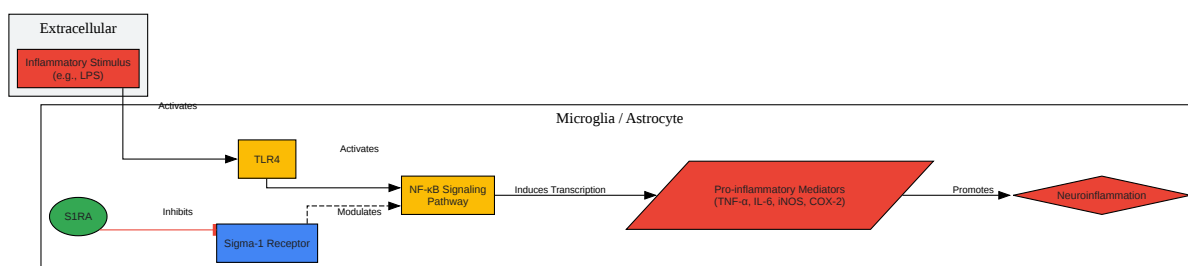 Extracellular
Inflammatory Stimulus
(e.g., LPS)
Activates
Microglia / Astrocyte
TLR4
Activates
NF-κB Signaling
Pathway
Induces Transcription
Pro-inflammatory Mediators
(TNF-α, IL-6, iNOS, COX-2)
Promotes
Neuroinflammation
S1RA
Inhibits
Sigma-1 Receptor
Modulates